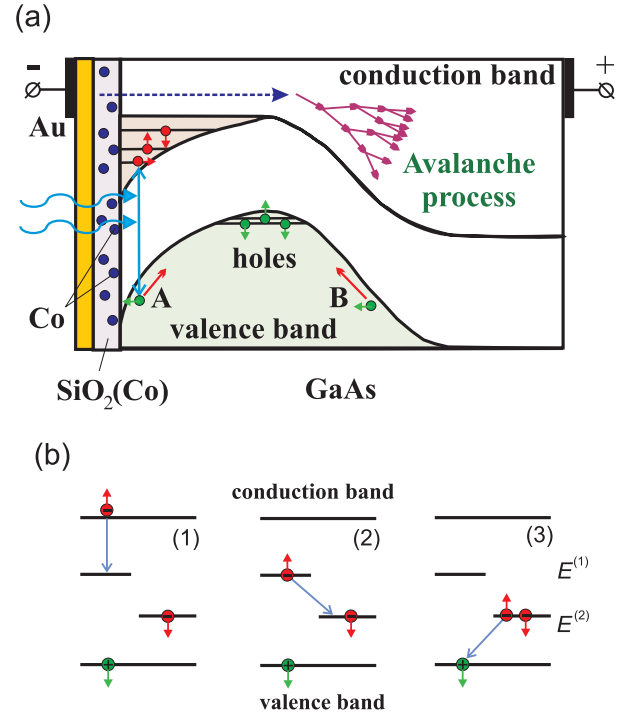 (a)
- +
conduction band
Au
Avalanche
process
holes
A B
Co
valence band
SiO₂(Co)
GaAs
(b)
conduction band
(1) (2) (3)
E⁽¹⁾
E⁽²⁾
valence band